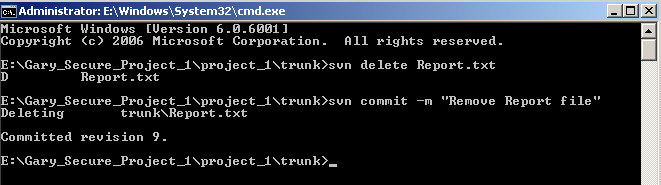 Administrator: E:\Windows\System32\cmd.exe
Microsoft Windows [Version 6.0.6001]
Copyright (c) 2006 Microsoft Corporation.  All rights reserved.
E:\Gary_Secure_Project_1\project_1\trunk>svn delete Report.txt
D         Report.txt
E:\Gary_Secure_Project_1\project_1\trunk>svn commit -m "Remove Report file"
Deleting       trunk\Report.txt
Committed revision 9.
E:\Gary_Secure_Project_1\project_1\trunk>_